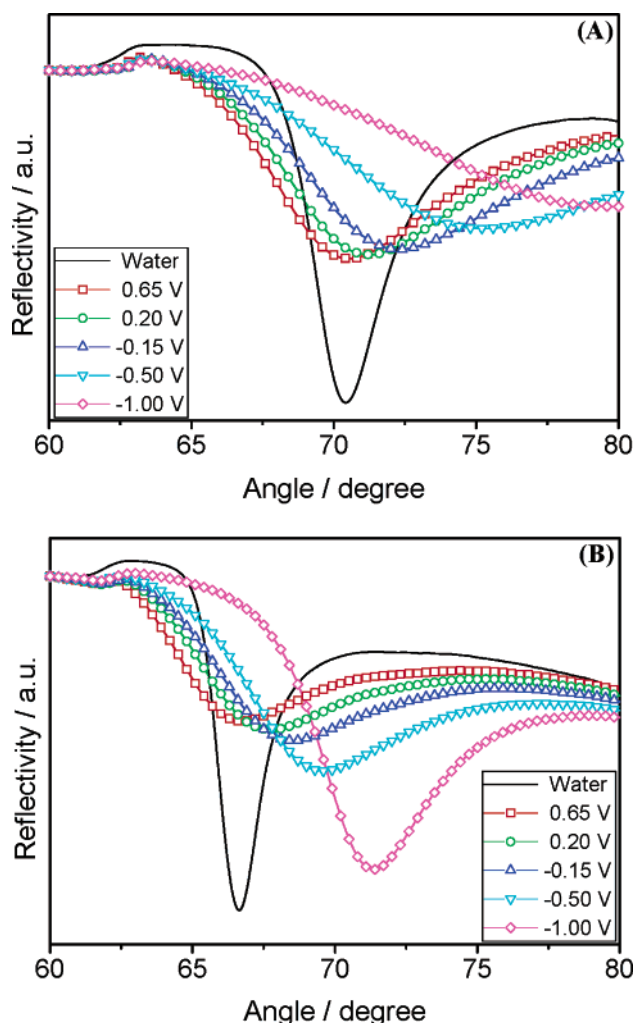 (A)
Reflectivity / a.u.
Water
0.65 V
0.20 V
-0.15 V
-0.50 V
-1.00 V
60 65 70 75 80
Angle / degree
(B)
Reflectivity / a.u.
Water
0.65 V
0.20 V
-0.15 V
-0.50 V
-1.00 V
60 65 70 75 80
Angle / degree